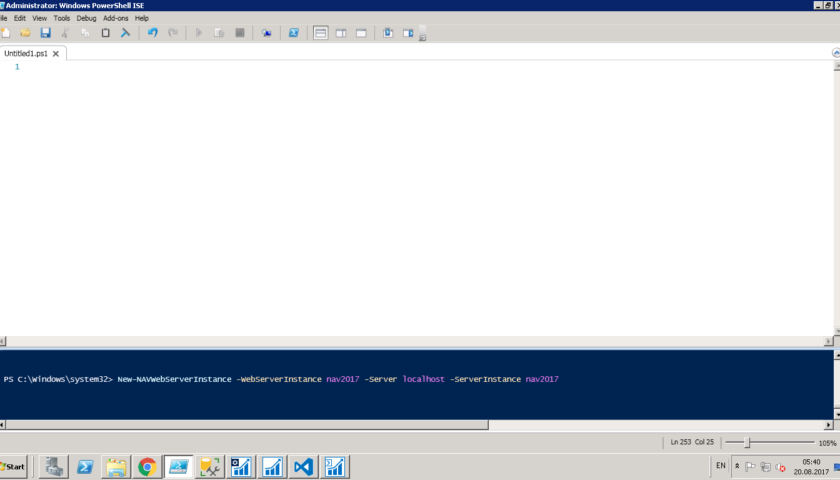 Administrator: Windows PowerShell ISE
ile Edit View Tools Debug Add-ons Help
Untitled1.ps1
1
PS C:\Windows\system32> New-NAVWebServerInstance -WebServerInstance nav2017 -Server localhost -ServerInstance nav2017
Ln 253 Col 25
105%
Start
EN
05:40
20.08.2017